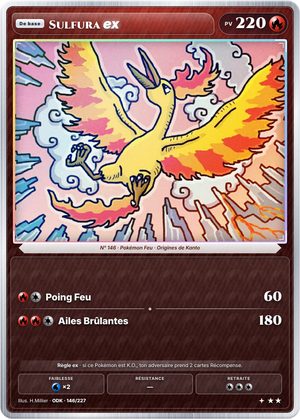 De base SULFURA ex PV 220
N° 146 · Pokémon Feu · Origines de Kanto
Poing Feu 60
Ailes Brûlantes 180
Règle ex - si ce Pokémon est K.O., ton adversaire prend 2 cartes Récompense.
FAIBLESSE RÉSISTANCE RETRAITE
×2 —
Illus. H.Millier · ODK · 146/227